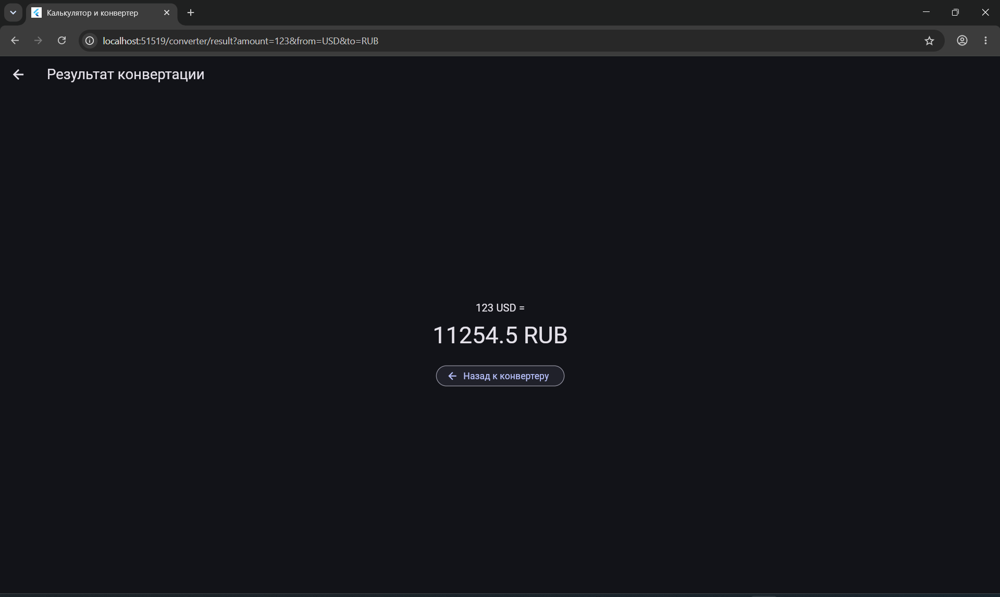 Калькулятор и конвертер
localhost:51519/converter/result?amount=123&from=USD&to=RUB
Результат конвертации
123 USD =
11254.5 RUB
Назад к конвертеру